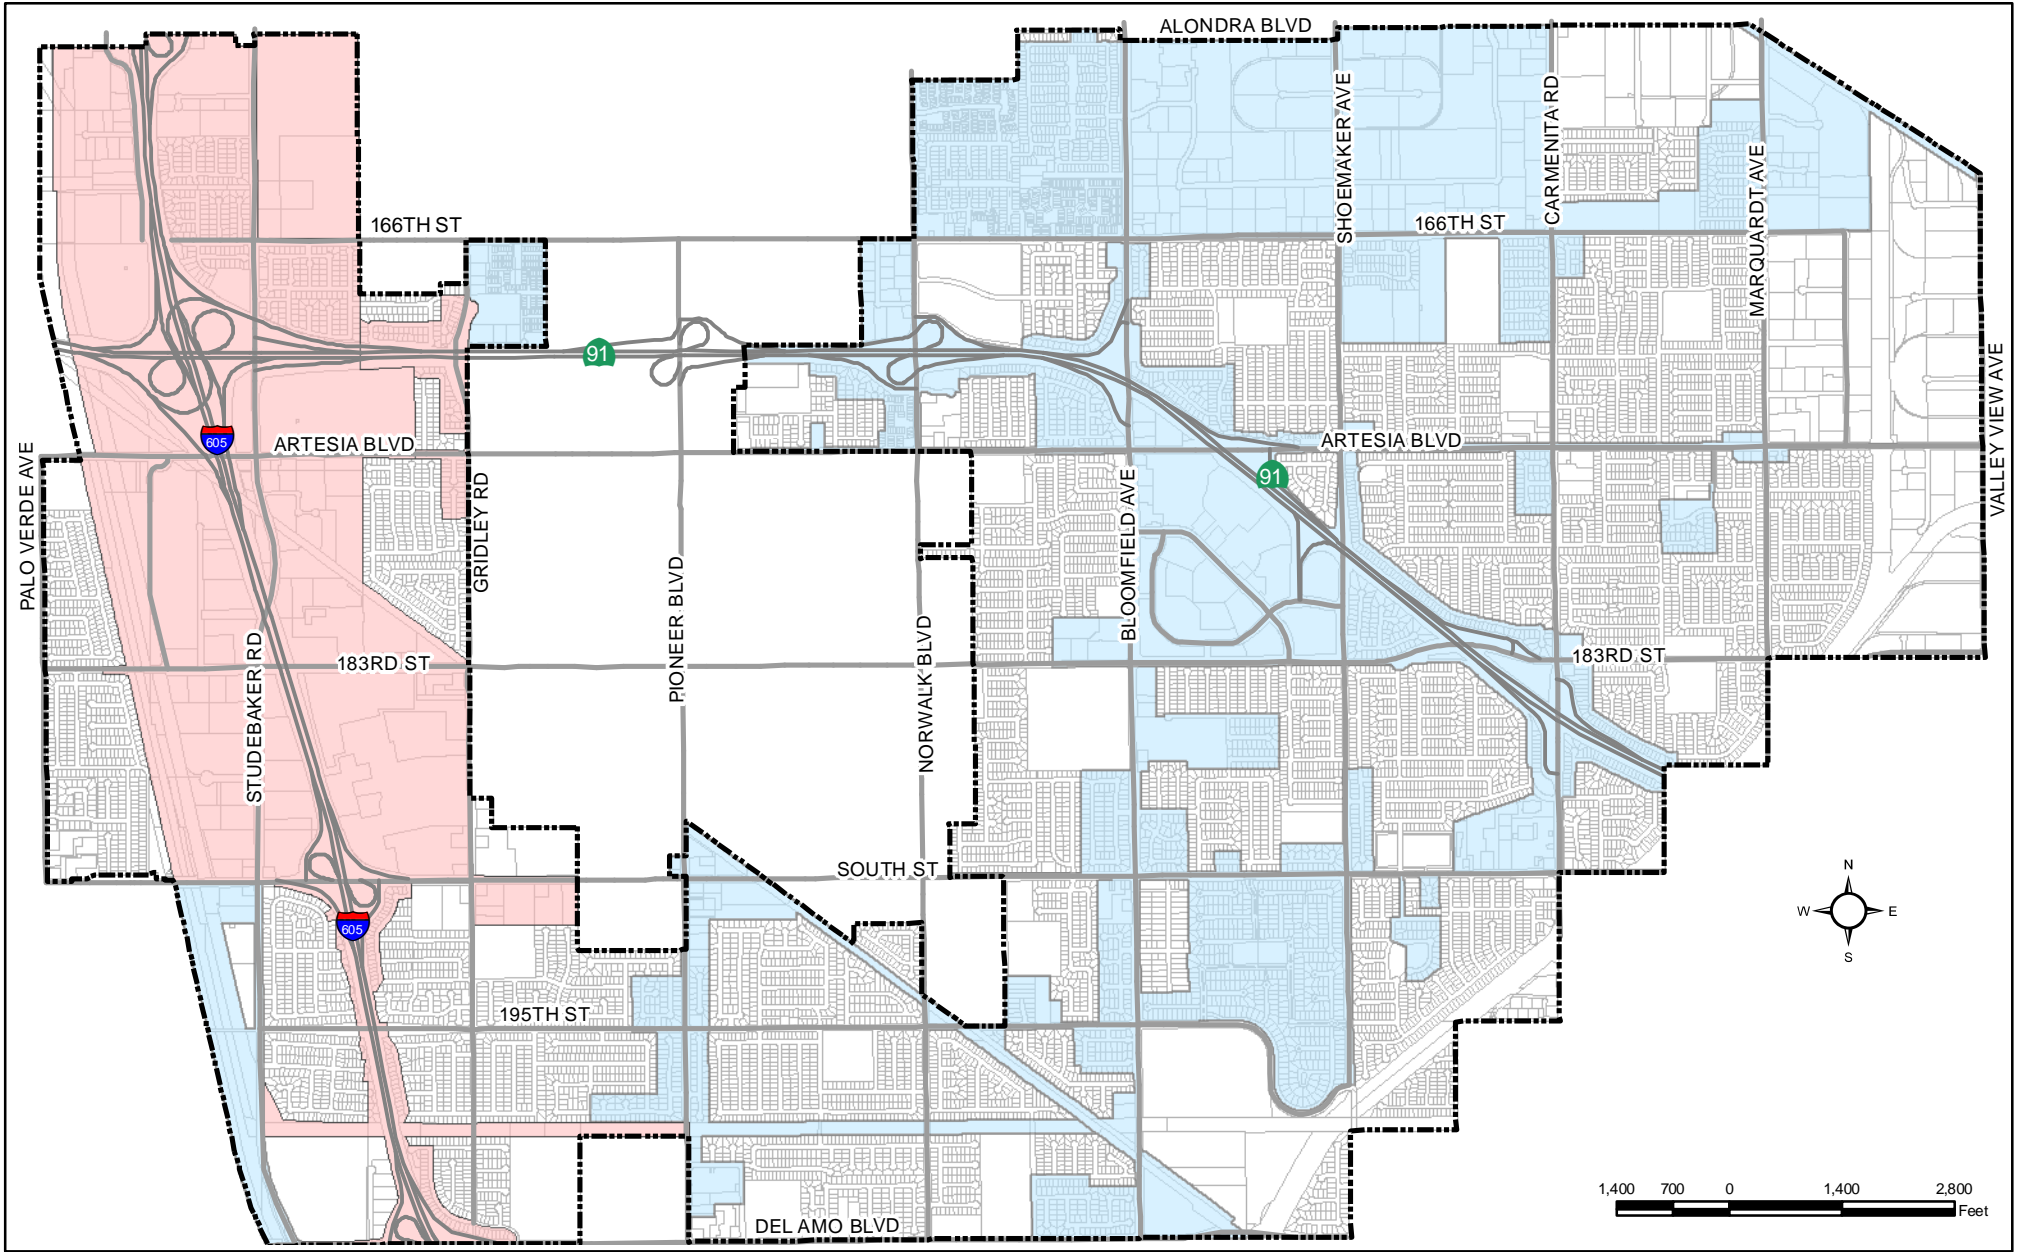 ALONDRA BLVD
SHOEMAKER AVE
CARMENITA RD
MARQUARDT AVE
166TH ST
166TH ST
91
VALLEY VIEW AVE
605
ARTESIA BLVD
ARTESIA BLVD
PALO VERDE AVE
GRIDLEY RD
BLOOMFIELD AVE
91
PIONEER BLVD
NORWALK BLVD
STUDEBAKER RD
183RD ST
183RD ST
SOUTH ST
605
N
W
E
S
195TH ST
1,400 700 0 1,400 2,800
Feet
DEL AMO BLVD